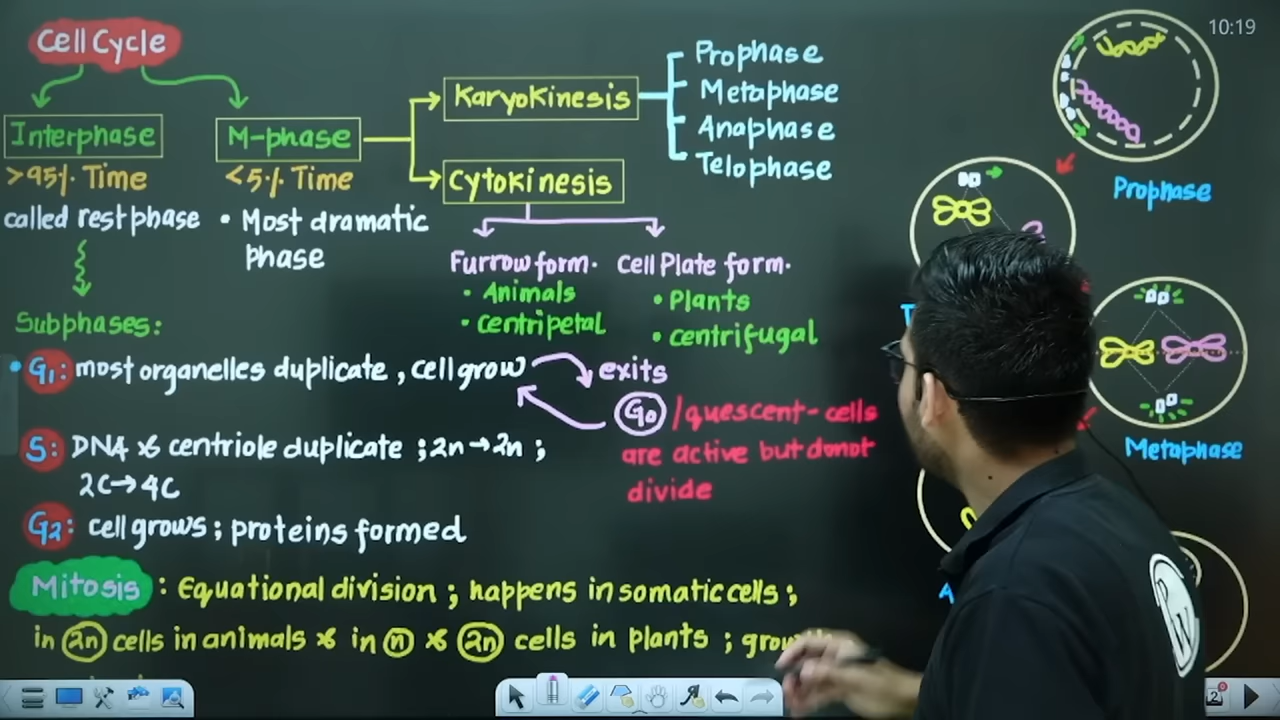 Cell Cycle
10:19
Interphase
>95% Time
called rest phase
Subphases:
M-phase
<5% Time
• Most dramatic
phase
Karyokinesis
Prophase
Metaphase
Anaphase
Telophase
Cytokinesis
Furrow form.
• Animals
• centripetal
Cell Plate form.
• Plants
• centrifugal
• G₁: most organelles duplicate, cell grow
exits
G₀ /quescent- cells
are active but donot
divide
S: DNA & centriole duplicate ; 2n → 2n ;
2C → 4C
G₂: cell grows ; proteins formed
Mitosis : Equational division ; happens in somatic cells ;
in 2n cells in animals & in n & 2n cells in plants ;
Prophase
Metaphase